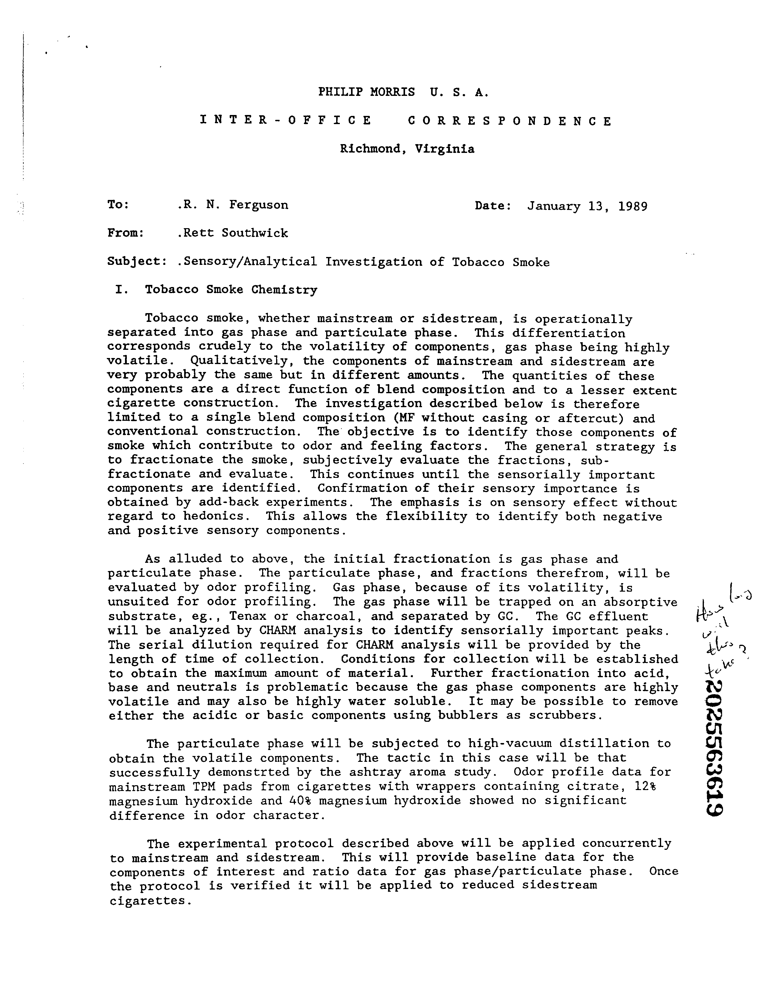 PHILIP MORRIS U. S. A.
INTER-OFFICE CORRESPONDENCE
Richmond, Virginia
To: .R. N. Ferguson Date: January 13, 1989
From: .Rett Southwick
Subject: .Sensory/Analytical Investigation of Tobacco Smoke
I. Tobacco Smoke Chemistry
Tobacco smoke, whether mainstream or sidestream, is operationally
separated into gas phase and particulate phase. This differentiation
corresponds crudely to the volatility of components, gas phase being highly
volatile. Qualitatively, the components of mainstream and sidestream are
very probably the same but in different amounts. The quantities of these
components are a direct function of blend composition and to a lesser extent
cigarette construction. The investigation described below is therefore
limited to a single blend composition (MF without casing or aftercut) and
conventional construction. The objective is to identify those components of
smoke which contribute to odor and feeling factors. The general strategy is
to fractionate the smoke, subjectively evaluate the fractions, sub-
fractionate and evaluate. This continues until the sensorially important
components are identified. Confirmation of their sensory importance is
obtained by add-back experiments. The emphasis is on sensory effect without
regard to hedonics. This allows the flexibility to identify both negative
and positive sensory components.
As alluded to above, the initial fractionation is gas phase and
particulate phase. The particulate phase, and fractions therefrom, will be
evaluated by odor profiling. Gas phase, because of its volatility, is
unsuited for odor profiling. The gas phase will be trapped on an absorptive
substrate, eg., Tenax or charcoal, and separated by GC. The GC effluent
will be analyzed by CHARM analysis to identify sensorially important peaks.
The serial dilution required for CHARM analysis will be provided by the
length of time of collection. Conditions for collection will be established
to obtain the maximum amount of material. Further fractionation into acid,
base and neutrals is problematic because the gas phase components are highly
volatile and may also be highly water soluble. It may be possible to remove
either the acidic or basic components using bubblers as scrubbers.
How long
will
this
take?
2025563619
The particulate phase will be subjected to high-vacuum distillation to
obtain the volatile components. The tactic in this case will be that
successfully demonstrted by the ashtray aroma study. Odor profile data for
mainstream TPM pads from cigarettes with wrappers containing citrate, 12%
magnesium hydroxide and 40% magnesium hydroxide showed no significant
difference in odor character.
The experimental protocol described above will be applied concurrently
to mainstream and sidestream. This will provide baseline data for the
components of interest and ratio data for gas phase/particulate phase. Once
the protocol is verified it will be applied to reduced sidestream
cigarettes.